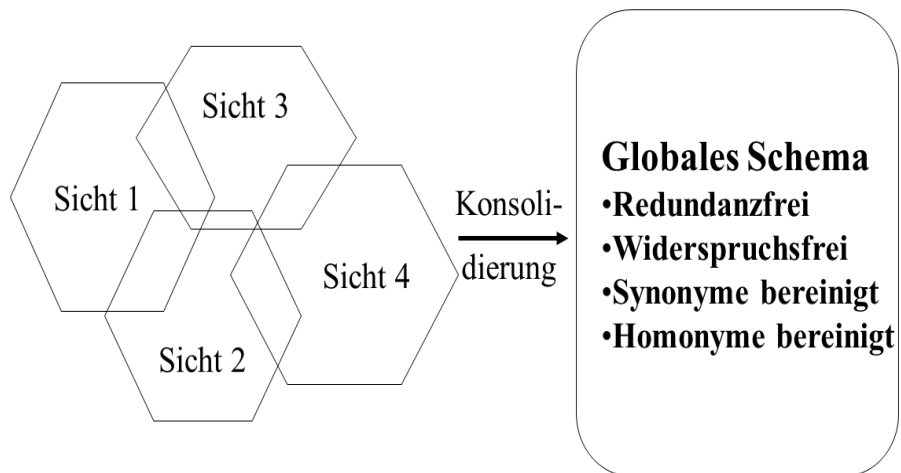 Sicht 3
Sicht 1
Sicht 4
Sicht 2
Konsoli-
dierung
Globales Schema
•Redundanzfrei
•Widerspruchsfrei
•Synonyme bereinigt
•Homonyme bereinigt